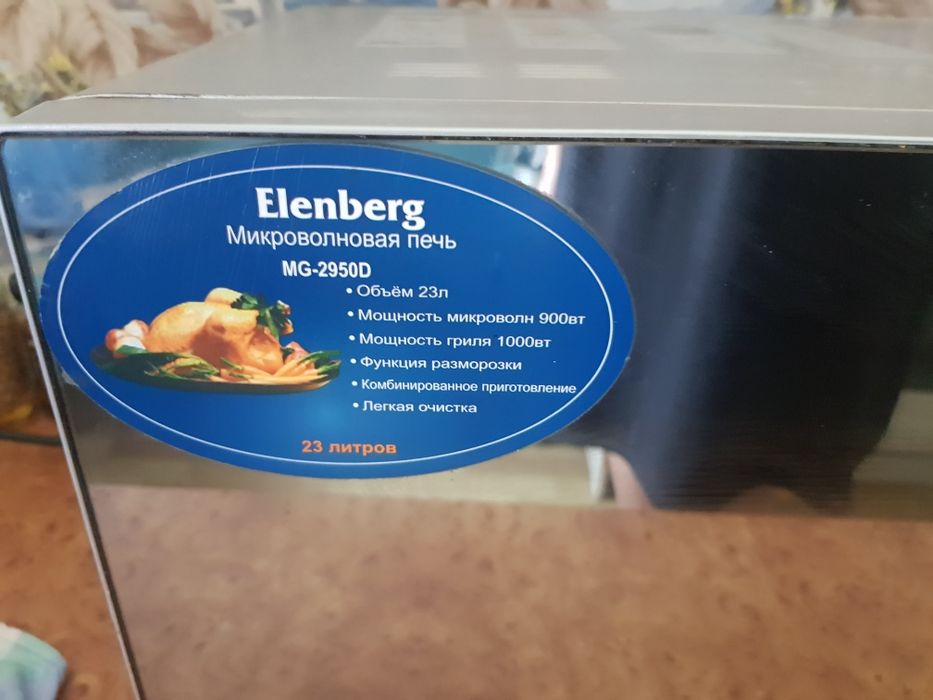 Elenberg
Микроволновая печь
MG-2950D
• Объём 23л
• Мощность микроволн 900вт
• Мощность гриля 1000вт
• Функция разморозки
• Комбинированное приготовление
• Легкая очистка
23 литров